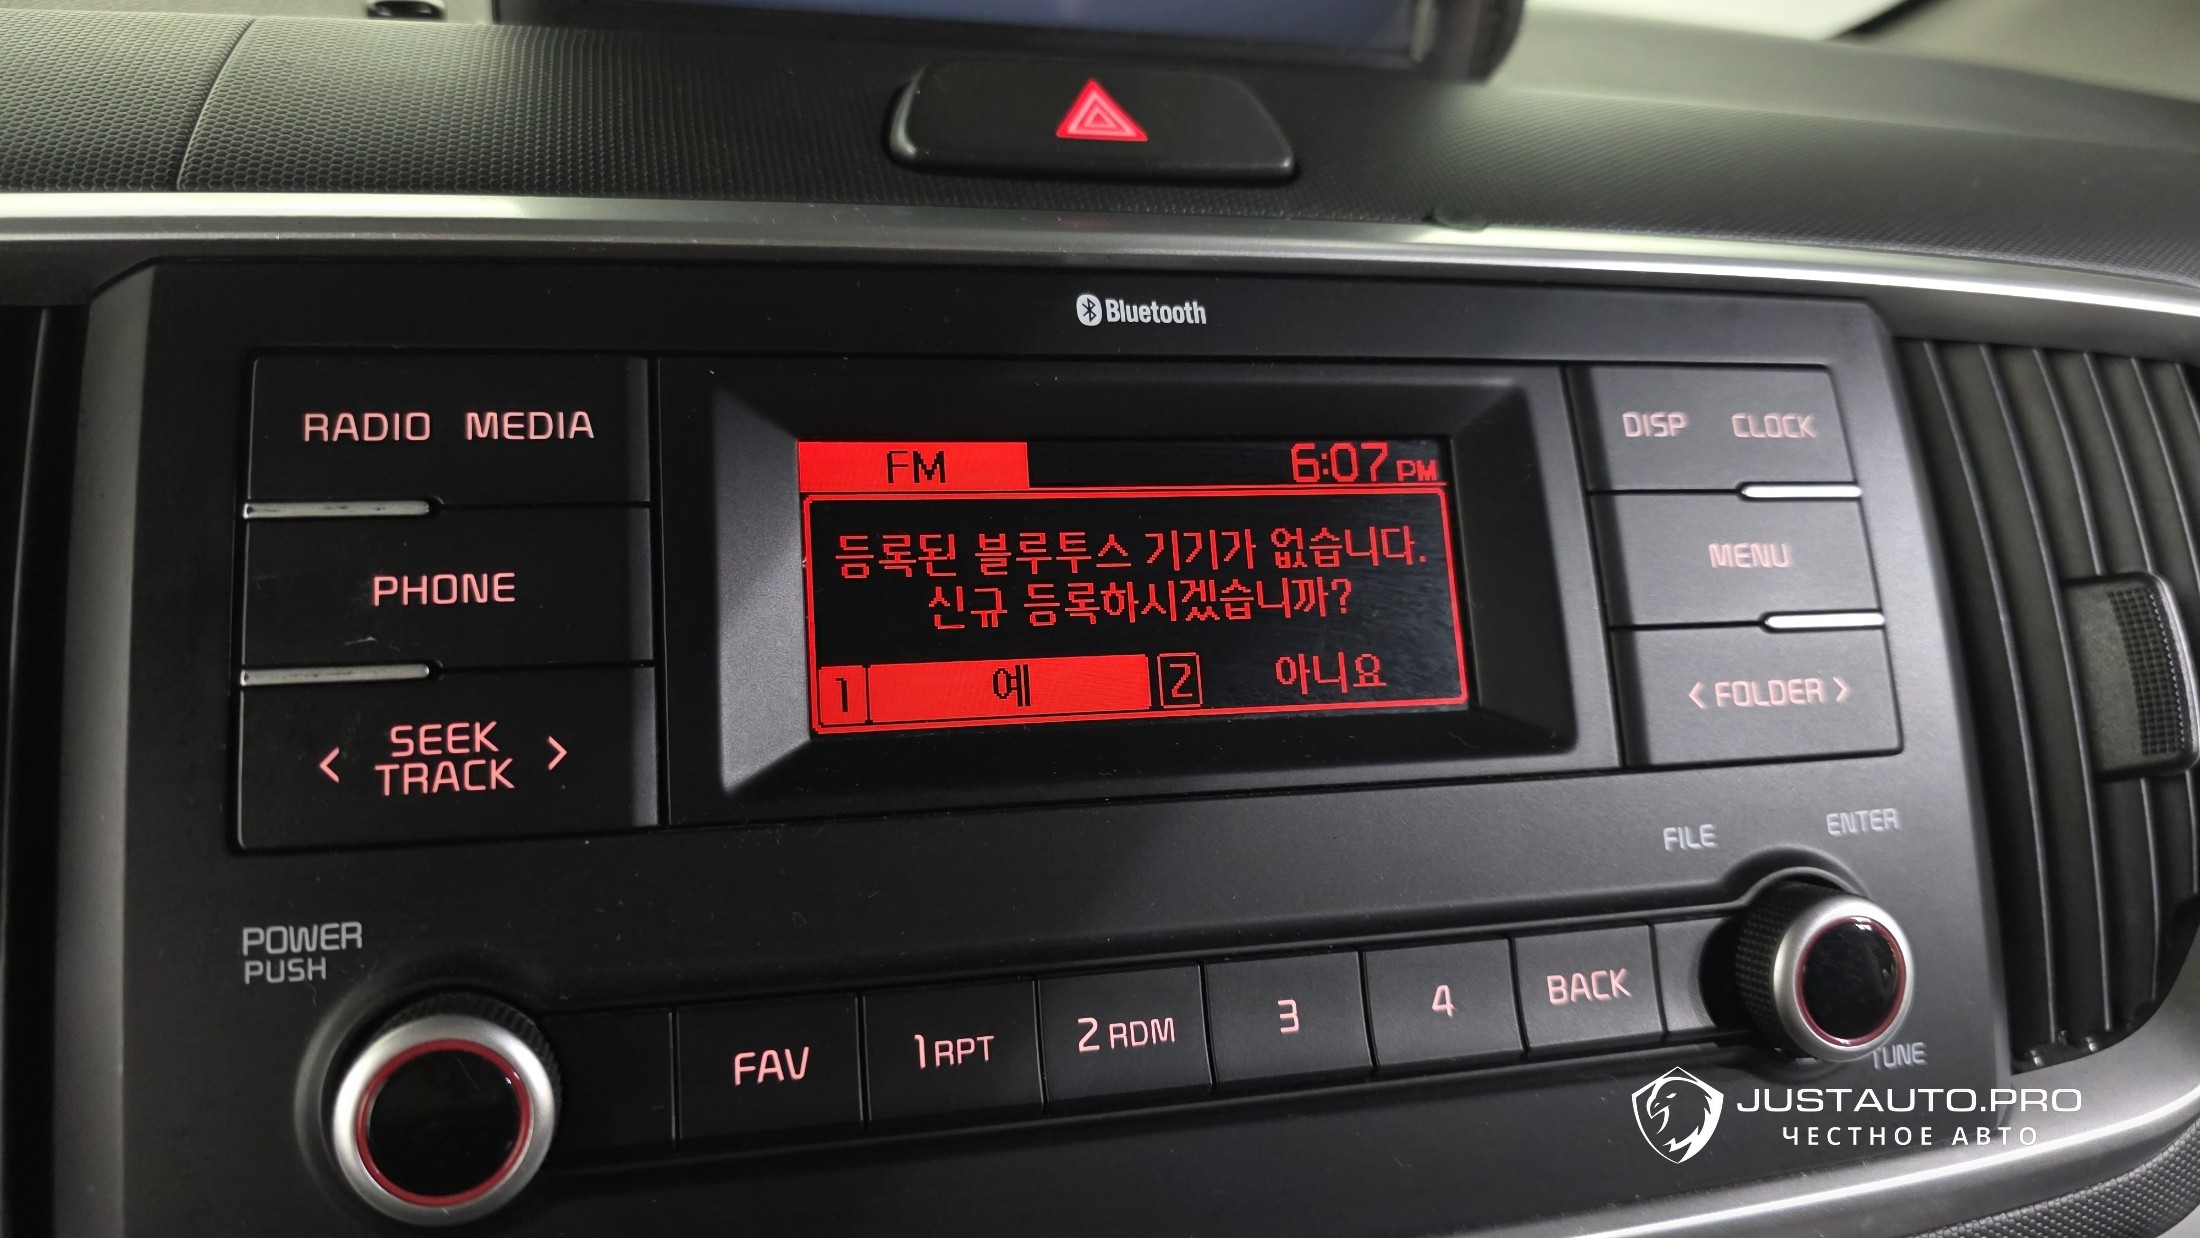 Bluetooth
RADIO MEDIA
PHONE
< SEEK TRACK >
FM 6:07 PM
등록된 블루투스 기기가 없습니다.
신규 등록하시겠습니까?
1 예 2 아니요
DISP CLOCK
MENU
< FOLDER >
FILE ENTER
POWER
PUSH
FAV 1 RPT 2 RDM 3 4 BACK
TUNE
JUSTAUTO.PRO
ЧЕСТНОЕ АВТО